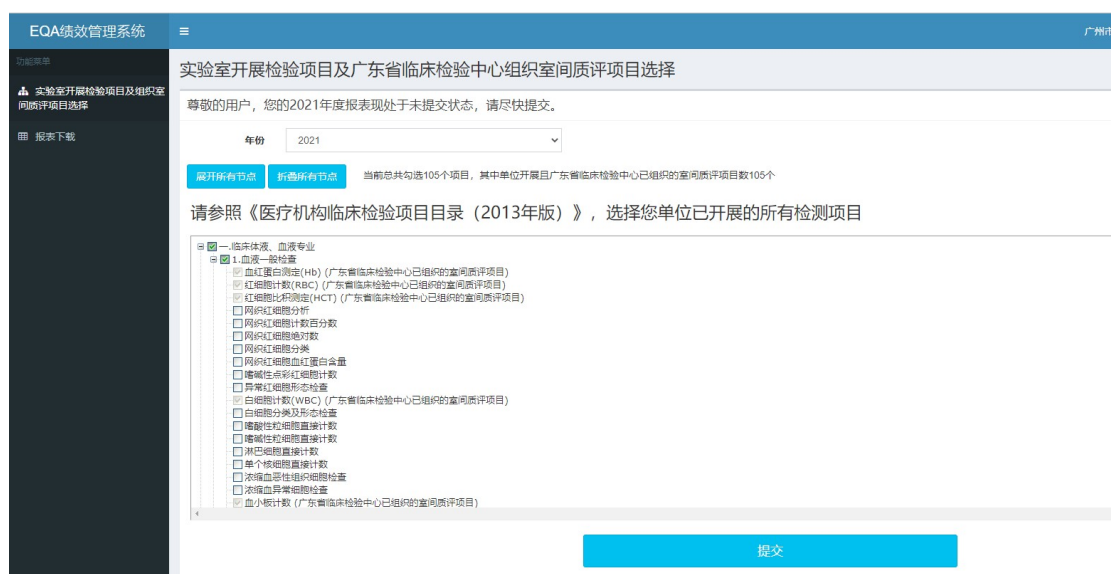 EQA绩效管理系统
广州市
功能菜单
实验室开展检验项目及组织室
间质评项目选择
报表下载
实验室开展检验项目及广东省临床检验中心组织室间质评项目选择
尊敬的用户，您的2021年度报表现处于未提交状态，请尽快提交。
年份 2021
展开所有节点 折叠所有节点 当前总共勾选105个项目，其中单位开展且广东省临床检验中心已组织的室间质评项目数105个
请参照《医疗机构临床检验项目目录（2013年版）》，选择您单位已开展的所有检测项目
一.临床体液、血液专业
1.血液一般检查
血红蛋白测定(Hb) (广东省临床检验中心已组织的室间质评项目)
红细胞计数(RBC) (广东省临床检验中心已组织的室间质评项目)
红细胞比积测定(HCT) (广东省临床检验中心已组织的室间质评项目)
网织红细胞分析
网织红细胞计数百分数
网织红细胞绝对数
网织红细胞分类
网织红细胞血红蛋白含量
嗜碱性点彩红细胞计数
异常红细胞形态检查
白细胞计数(WBC) (广东省临床检验中心已组织的室间质评项目)
白细胞分类及形态检查
嗜酸性粒细胞直接计数
嗜碱性粒细胞直接计数
淋巴细胞直接计数
单个核细胞直接计数
浓缩血恶性组织细胞检查
浓缩血异常细胞检查
血小板计数 (广东省临床检验中心已组织的室间质评项目)
提交